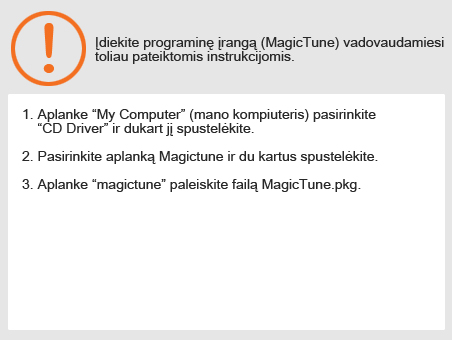 Įdiekite programinę įrangą (MagicTune) vadovaudamiesi
toliau pateiktomis instrukcijomis.
1. Aplanke “My Computer” (mano kompiuteris) pasirinkite
“CD Driver” ir dukart jį spustelėkite.
2. Pasirinkite aplanką Magictune ir du kartus spustelėkite.
3. Aplanke “magictune” paleiskite failą MagicTune.pkg.